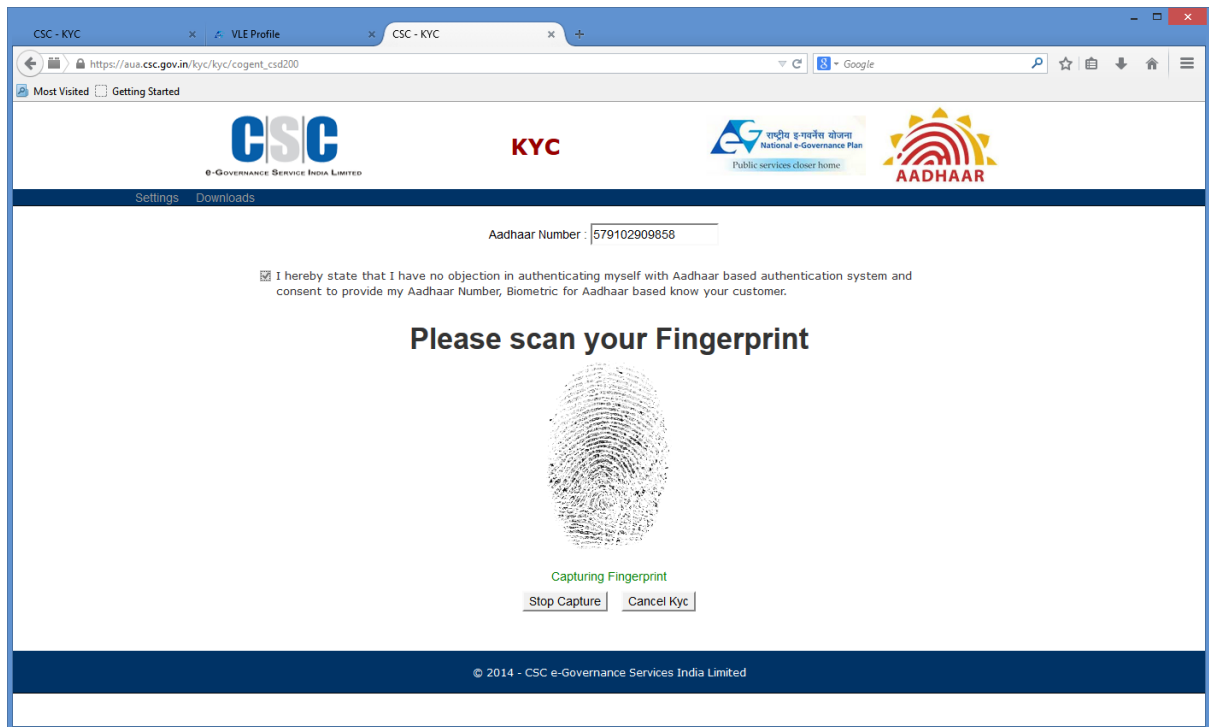 CSC - KYC
VLE Profile
CSC - KYC
https://aua.csc.gov.in/kyc/kyc/cogent_csd200
Google
Most Visited
Getting Started
CSC
e-Governance Service India Limited
KYC
राष्ट्रीय इ-गवर्नेंस योजना
National e-Governance Plan
Public services closer home
AADHAAR
Settings
Downloads
Aadhaar Number : 579102909858
I hereby state that I have no objection in authenticating myself with Aadhaar based authentication system and
consent to provide my Aadhaar Number, Biometric for Aadhaar based know your customer.
Please scan your Fingerprint
Capturing Fingerprint
Stop Capture
Cancel Kyc
© 2014 - CSC e-Governance Services India Limited